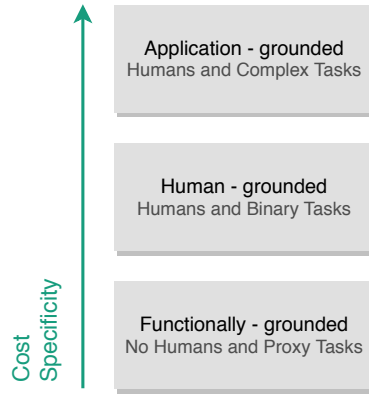 Application - grounded
Humans and Complex Tasks
Human - grounded
Humans and Binary Tasks
Functionally - grounded
No Humans and Proxy Tasks
Cost
Specificity